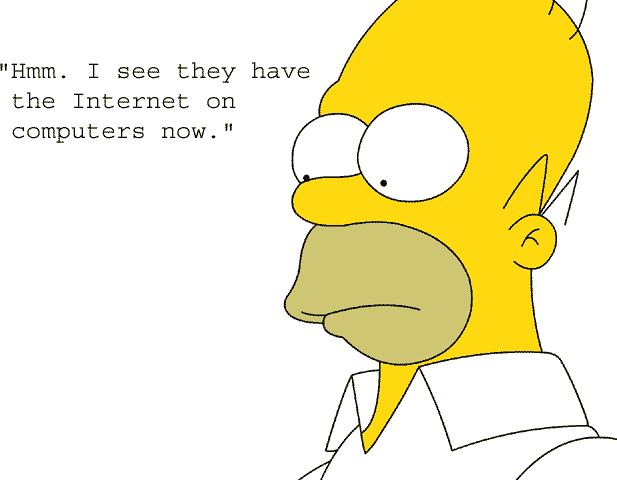 "Hmm. I see they have
the Internet on
computers now."